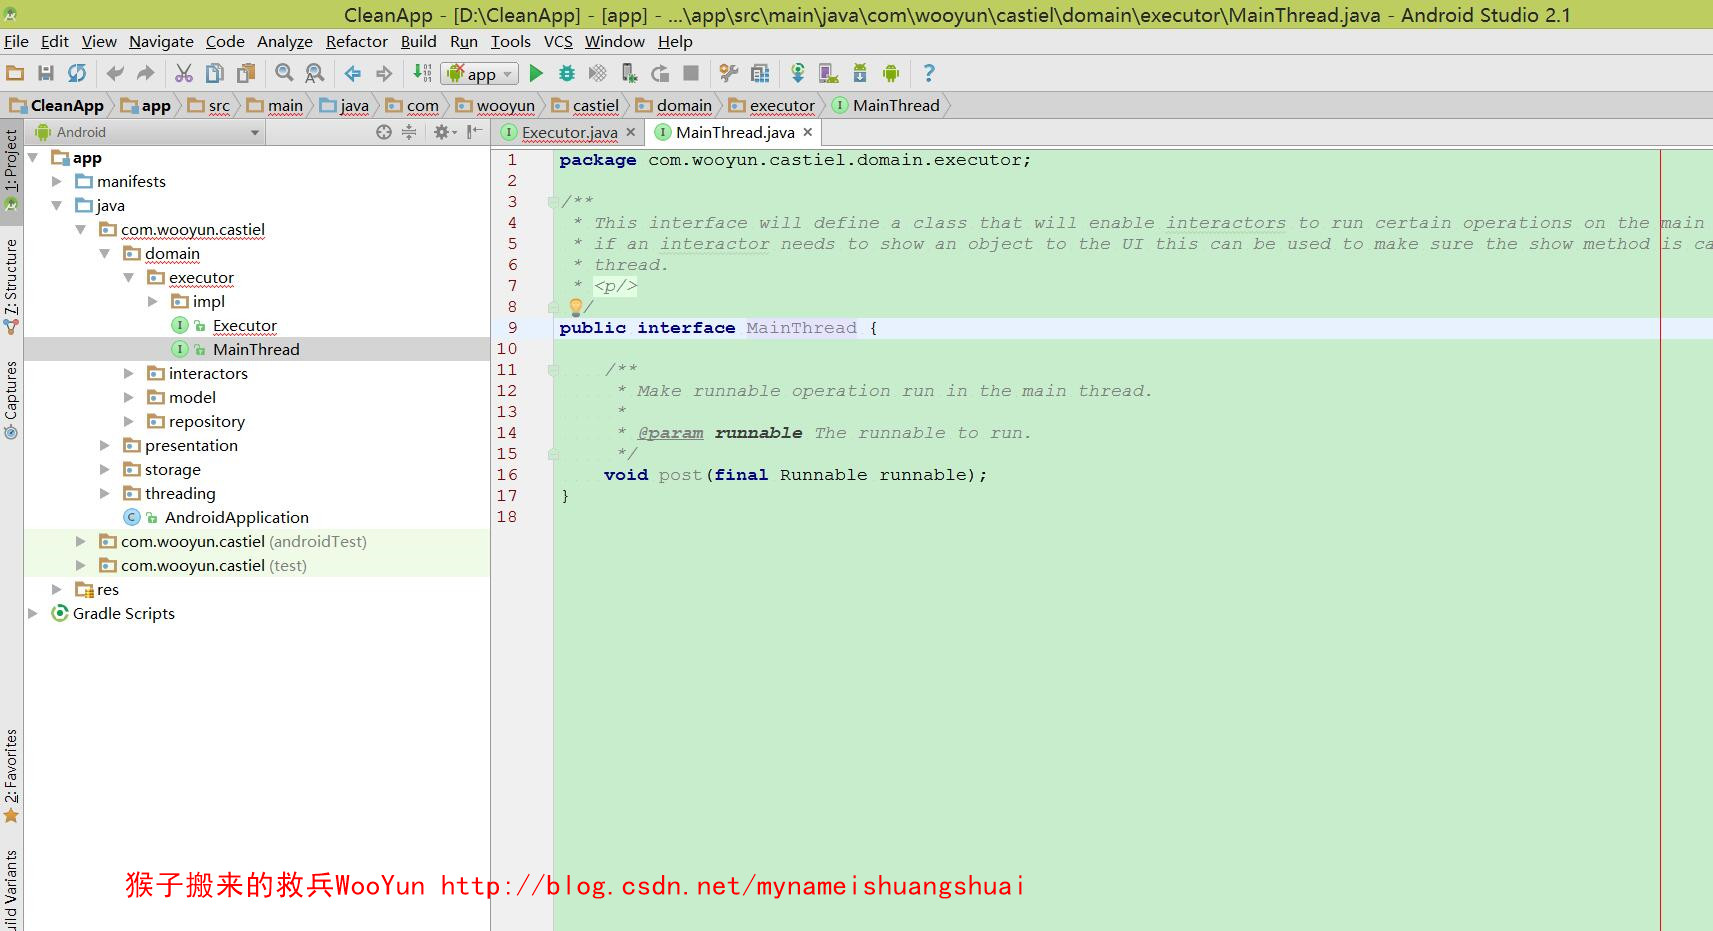 CleanApp - [D:\CleanApp] - [app] - ...\app\src\main\java\com\wooyun\castiel\domain\executor\MainThread.java - Android Studio 2.1
File Edit View Navigate Code Analyze Refactor Build Run Tools VCS Window Help
app
CleanApp app src main java com wooyun castiel domain executor MainThread
Android
Executor.java MainThread.java
1: Project
7: Structure
Captures
2: Favorites
uild Variants
app
manifests
java
com.wooyun.castiel
domain
executor
impl
Executor
MainThread
interactors
model
repository
presentation
storage
threading
AndroidApplication
com.wooyun.castiel (androidTest)
com.wooyun.castiel (test)
res
Gradle Scripts
1 package com.wooyun.castiel.domain.executor;
2
3 /**
4 * This interface will define a class that will enable interactors to run certain operations on the main
5 * if an interactor needs to show an object to the UI this can be used to make sure the show method is ca
6 * thread.
7 * <p/>
8 /
9 public interface MainThread {
10
11 /**
12 * Make runnable operation run in the main thread.
13 *
14 * @param runnable The runnable to run.
15 */
16 void post(final Runnable runnable);
17 }
18
猴子搬来的救兵WooYun http://blog.csdn.net/mynameishuangshuai